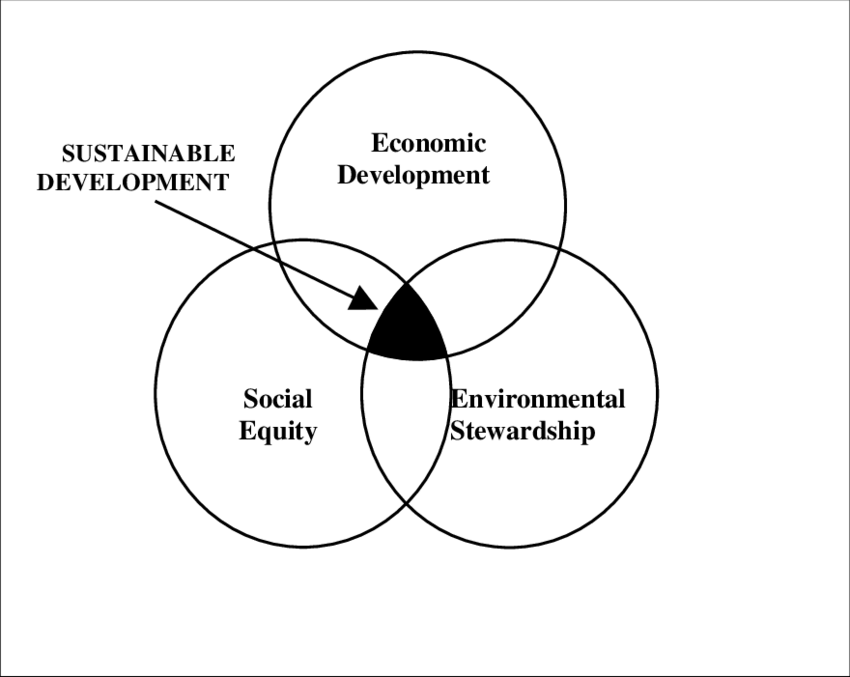 Economic
Development
SUSTAINABLE
DEVELOPMENT
Social
Equity
Environmental
Stewardship